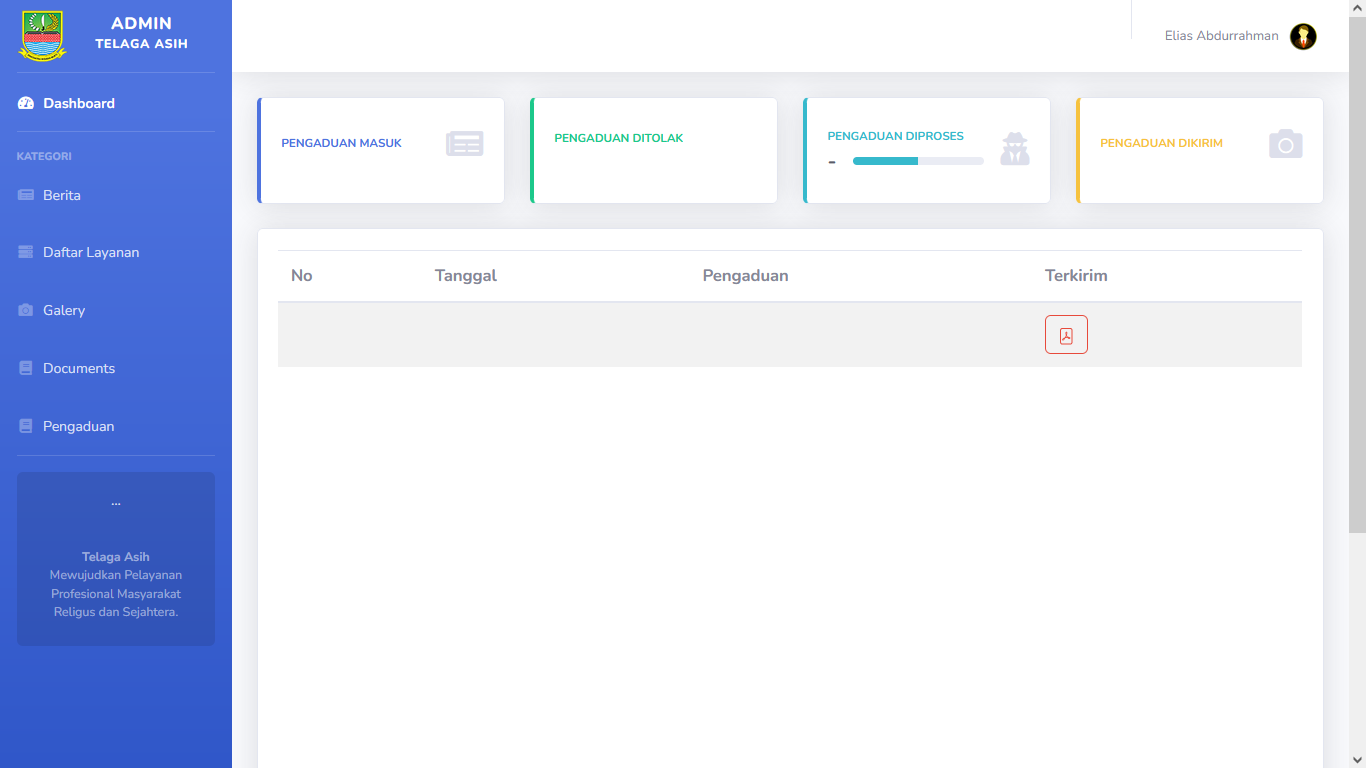 ADMIN
TELAGA ASIH
Elias Abdurrahman
Dashboard
KATEGORI
Berita
Daftar Layanan
Galery
Documents
Pengaduan
...
Telaga Asih
Mewujudkan Pelayanan
Profesional Masyarakat
Religus dan Sejahtera.
PENGADUAN MASUK
PENGADUAN DITOLAK
PENGADUAN DIPROSES
-
PENGADUAN DIKIRIM
No Tanggal Pengaduan Terkirim